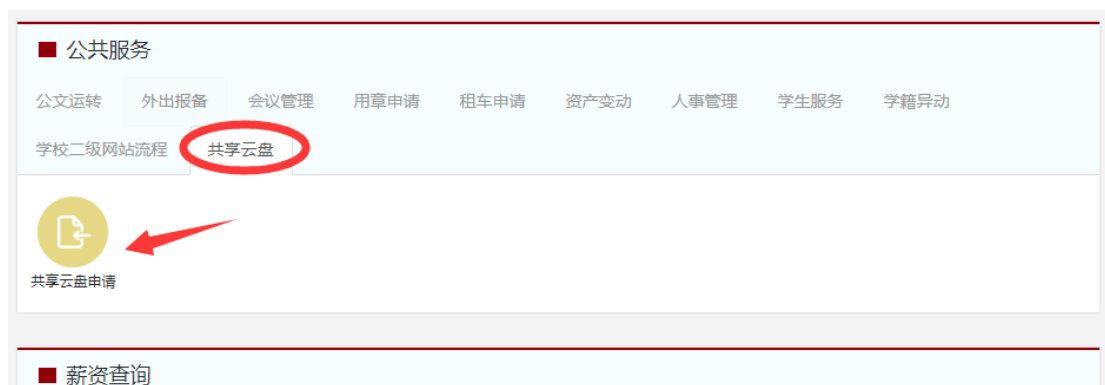 公共服务
公文运转 外出报备 会议管理 用章申请 租车申请 资产变动 人事管理 学生服务 学籍异动
学校二级网站流程 共享云盘
共享云盘申请
薪资查询